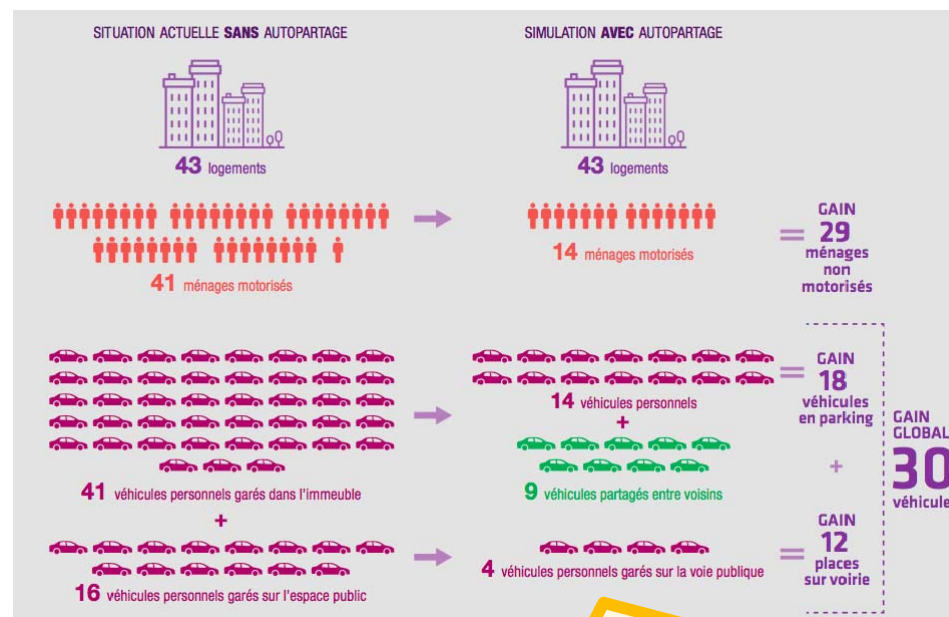 SITUATION ACTUELLE SANS AUTOPARTAGE
SIMULATION AVEC AUTOPARTAGE
43 logements
43 logements
41 ménages motorisés
14 ménages motorisés
= GAIN
29
ménages
non
motorisés
41 véhicules personnels garés dans l'immeuble
+
16 véhicules personnels garés sur l'espace public
14 véhicules personnels
+
9 véhicules partagés entre voisins
4 véhicules personnels garés sur la voie publique
= GAIN
18
véhicules
en parking
+
= GAIN
12
places
sur voirie
GAIN
GLOBAL
30
véhicule